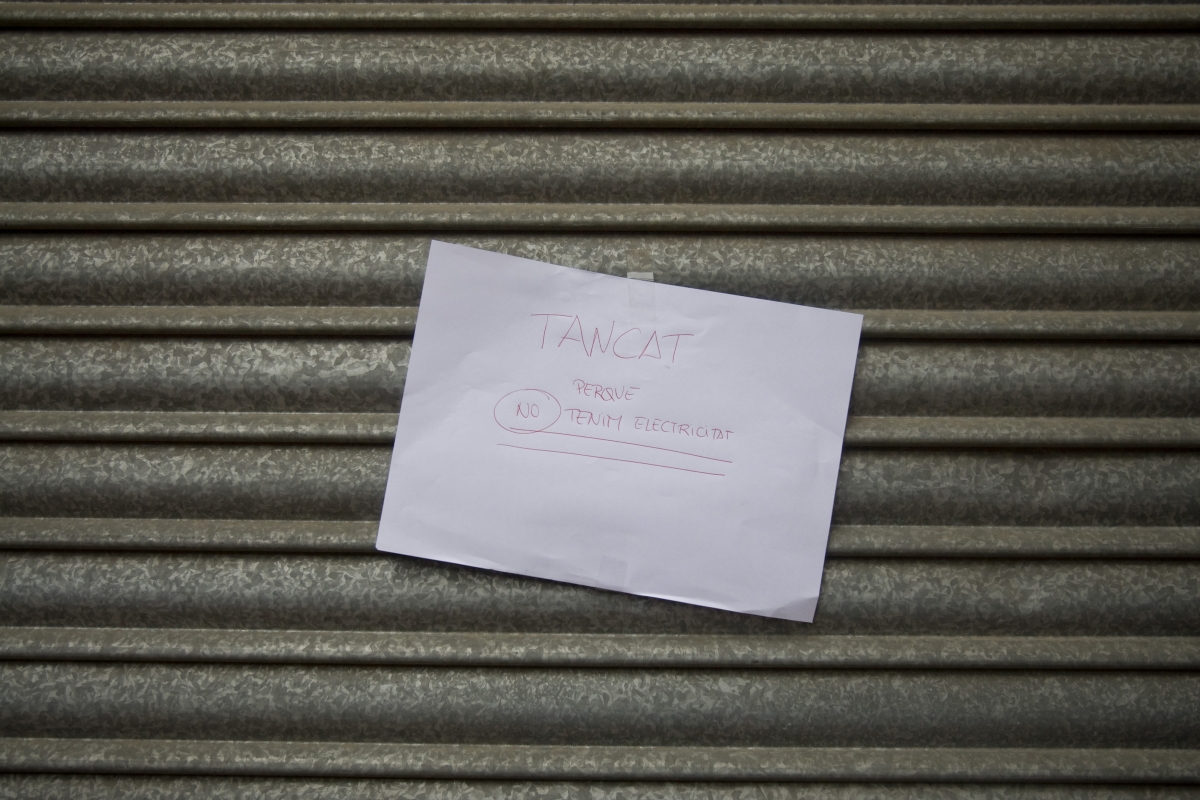 TANCAT
PERQUE
NO TENIM ELECTRICITAT